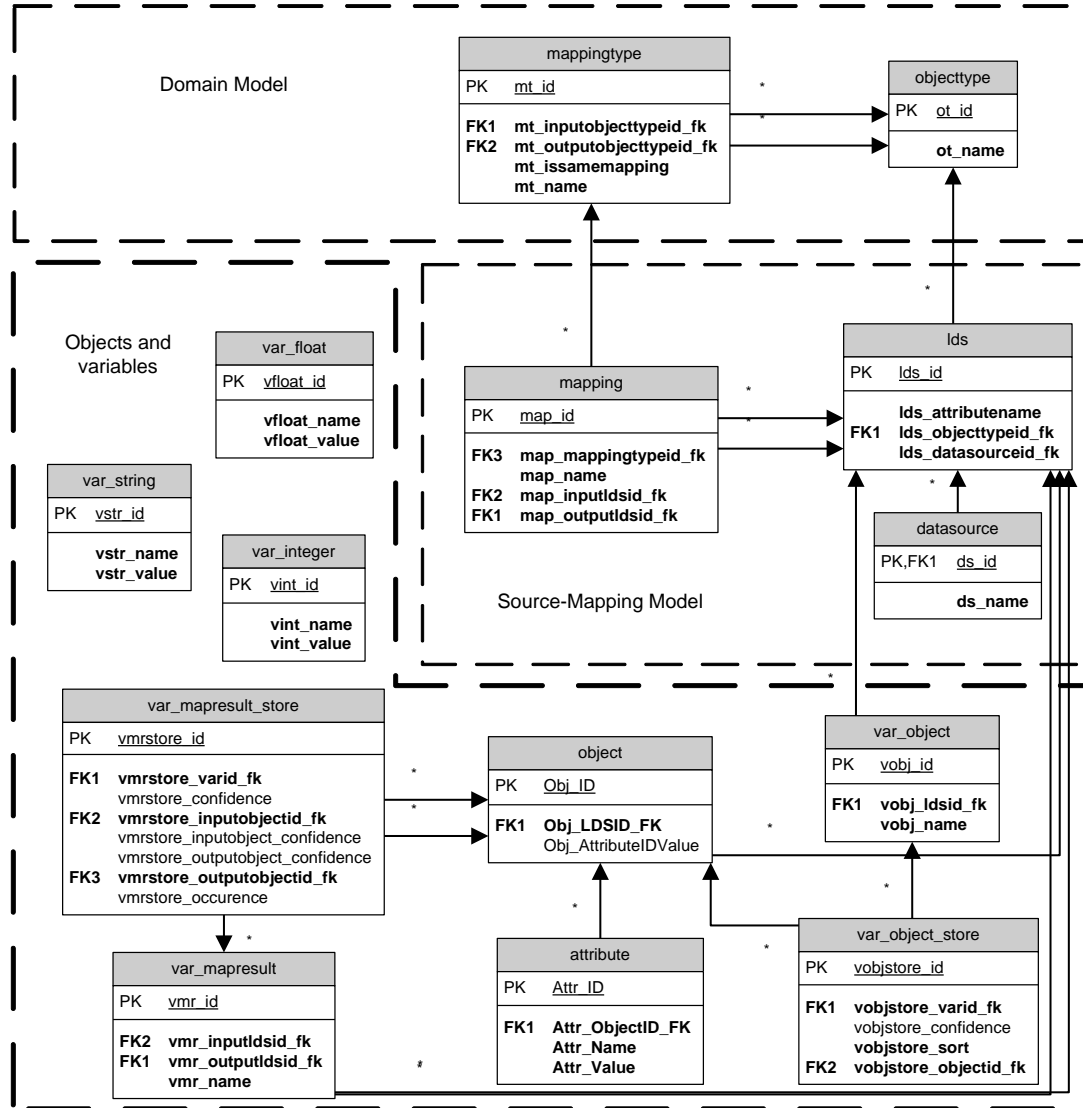 Domain Model
mappingtype
PK mt_id
FK1 mt_inputobjecttypeid_fk
FK2 mt_outputobjecttypeid_fk
mt_issamemapping
mt_name
*
*
objecttype
PK ot_id
ot_name
*
*
Objects and
variables
var_float
PK vfloat_id
vfloat_name
vfloat_value
var_string
PK vstr_id
vstr_name
vstr_value
var_integer
PK vint_id
vint_name
vint_value
mapping
PK map_id
FK3 map_mappingtypeid_fk
map_name
FK2 map_inputldsid_fk
FK1 map_outputldsid_fk
*
*
lds
PK lds_id
lds_attributename
FK1 lds_objecttypeid_fk
lds_datasourceid_fk
*
datasource
PK,FK1 ds_id
ds_name
Source-Mapping Model
*
var_mapresult_store
PK vmrstore_id
FK1 vmrstore_varid_fk
vmrstore_confidence
FK2 vmrstore_inputobjectid_fk
vmrstore_inputobject_confidence
vmrstore_outputobject_confidence
FK3 vmrstore_outputobjectid_fk
vmrstore_occurence
*
*
object
PK Obj_ID
FK1 Obj_LDSID_FK
Obj_AttributeIDValue
*
var_object
PK vobj_id
FK1 vobj_ldsid_fk
vobj_name
*
*
*
*
var_mapresult
PK vmr_id
FK2 vmr_inputldsid_fk
FK1 vmr_outputldsid_fk
vmr_name
*
*
attribute
PK Attr_ID
FK1 Attr_ObjectID_FK
Attr_Name
Attr_Value
var_object_store
PK vobjstore_id
FK1 vobjstore_varid_fk
vobjstore_confidence
vobjstore_sort
FK2 vobjstore_objectid_fk